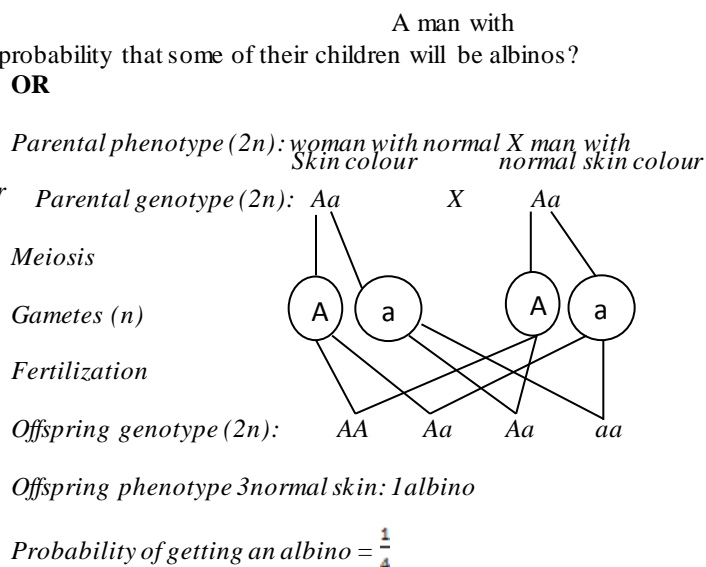 A man with
probability that some of their children will be albinos?
OR
Parental phenotype (2n): woman with normal X man with
Skin colour normal skin colour
r Parental genotype (2n): Aa X Aa
Meiosis
Gametes (n) A a A a
Fertilization
Offspring genotype (2n): AA Aa Aa aa
Offspring phenotype 3normal skin: 1albino
Probability of getting an albino = 1/4